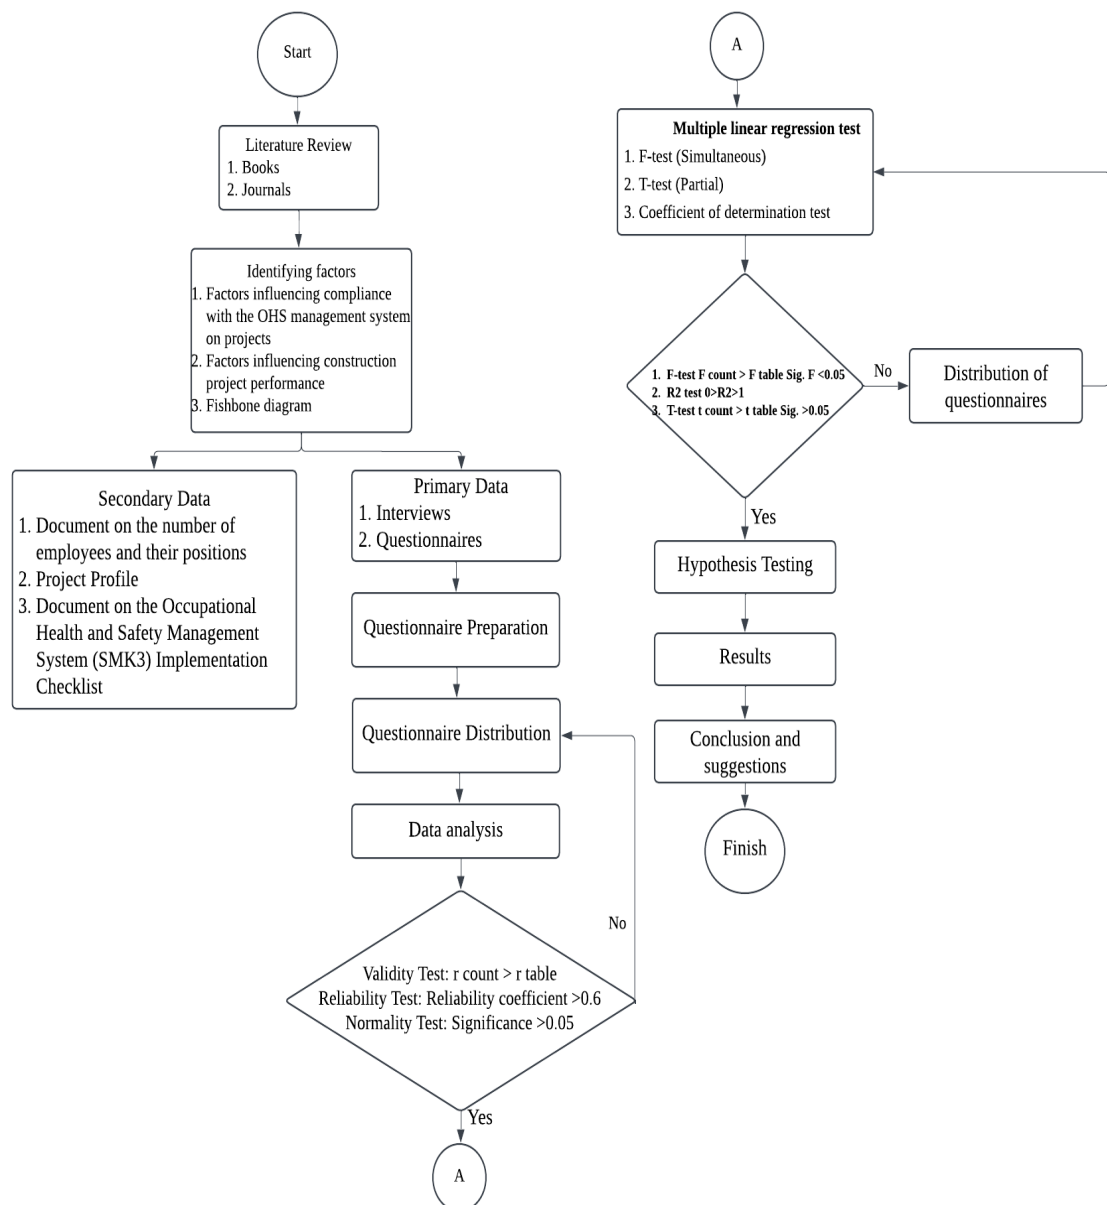 Start
Literature Review
1. Books
2. Journals
Identifying factors
1. Factors influencing compliance
with the OHS management system
on projects
2. Factors influencing construction
project performance
3. Fishbone diagram
Secondary Data
1. Document on the number of
employees and their positions
2. Project Profile
3. Document on the Occupational
Health and Safety Management
System (SMK3) Implementation
Checklist
Primary Data
1. Interviews
2. Questionnaires
Questionnaire Preparation
Questionnaire Distribution
Data analysis
No
Validity Test: r count > r table
Reliability Test: Reliability coefficient >0.6
Normality Test: Significance >0.05
Yes
A
A
Multiple linear regression test
1. F-test (Simultaneous)
2. T-test (Partial)
3. Coefficient of determination test
1. F-test F count > F table Sig. F <0.05
2. R2 test 0>R2>1
3. T-test t count > t table Sig. >0.05
No
Distribution of
questionnaires
Yes
Hypothesis Testing
Results
Conclusion and
suggestions
Finish